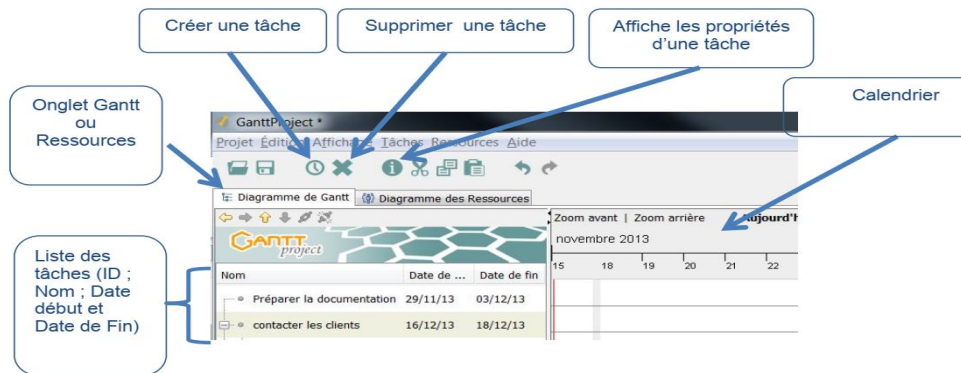 Créer une tâche
Supprimer une tâche
Affiche les propriétés
d'une tâche
Onglet Gantt
ou
Ressources
Calendrier
GanttProject *
Projet Édition Affichage Tâches Ressources Aide
Diagramme de Gantt
Diagramme des Ressources
Zoom avant | Zoom arrière
Aujourd'h
GANTT
project
novembre 2013
15 18 19 20 21 22
Liste des
tâches (ID ;
Nom ; Date
début et
Date de Fin)
Nom Date de ... Date de fin
Préparer la documentation 29/11/13 03/12/13
contacter les clients 16/12/13 18/12/13